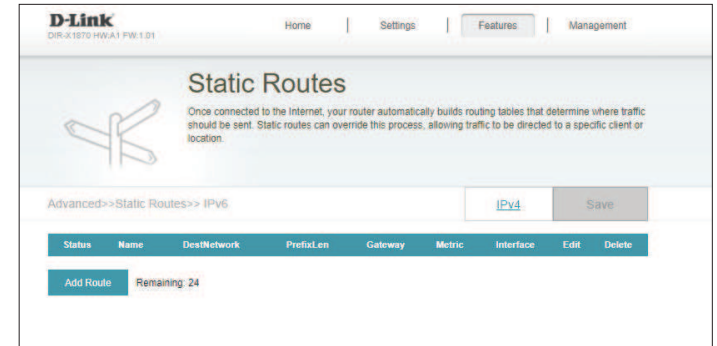 D-Link
DIR-X1870 HW:A1 FW:1.01
Home | Settings | Features | Management
Static Routes
Once connected to the Internet, your router automatically builds routing tables that determine where traffic
should be sent. Static routes can override this process, allowing traffic to be directed to a specific client or
location.
Advanced>>Static Routes>> IPv6
IPv4
Save
Status Name DestNetwork PrefixLen Gateway Metric Interface Edit Delete
Add Route Remaining: 24